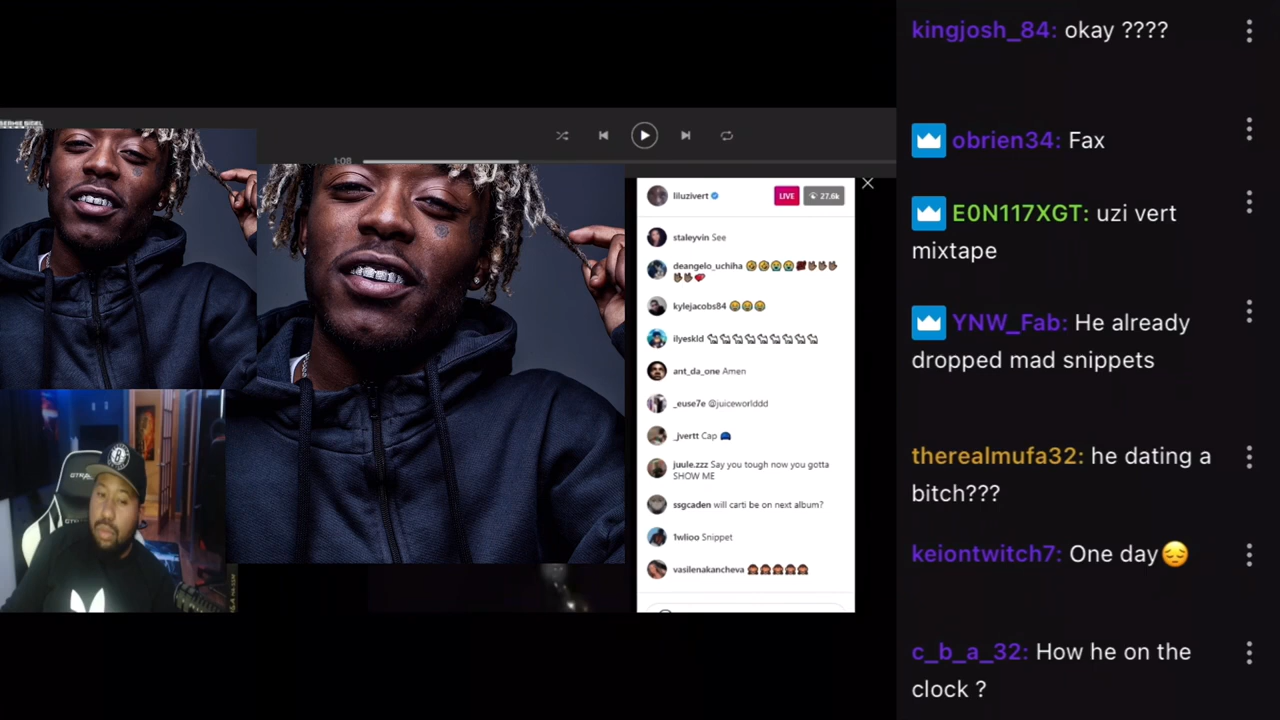 1:08
liluzivert
LIVE
27.6k
staleyvin See
deangelo_uchiha 
kylejacobs84 
ilyeskld 
ant_da_one Amen
_euse7e @juiceworlddd
_jvertt Cap 🧢
juule.zzz Say you tough now you gotta
SHOW ME
ssgcaden will carti be on next album?
1wlioo Snippet
vasilenakancheva 
kingjosh_84: okay ????
obrien34: Fax
E0N117XGT: uzi vert
mixtape
YNW_Fab: He already
dropped mad snippets
therealmufa32: he dating a
bitch???
keiontwitch7: One day😔
c_b_a_32: How he on the
clock ?